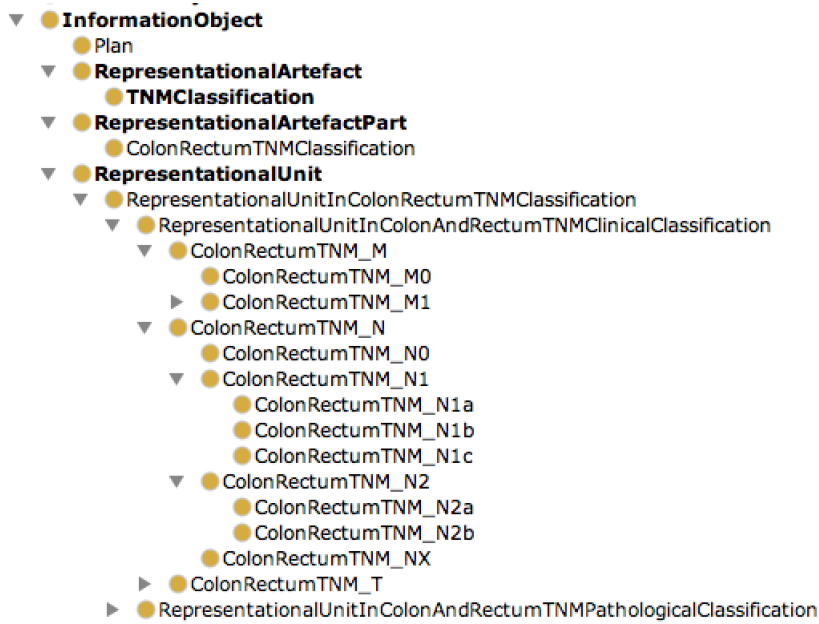 InformationObject
Plan
RepresentationalArtefact
TNMClassification
RepresentationalArtefactPart
ColonRectumTNMClassification
RepresentationalUnit
RepresentationalUnitInColonRectumTNMClassification
RepresentationalUnitInColonAndRectumTNMClinicalClassification
ColonRectumTNM_M
ColonRectumTNM_M0
ColonRectumTNM_M1
ColonRectumTNM_N
ColonRectumTNM_N0
ColonRectumTNM_N1
ColonRectumTNM_N1a
ColonRectumTNM_N1b
ColonRectumTNM_N1c
ColonRectumTNM_N2
ColonRectumTNM_N2a
ColonRectumTNM_N2b
ColonRectumTNM_NX
ColonRectumTNM_T
RepresentationalUnitInColonAndRectumTNMPathologicalClassification